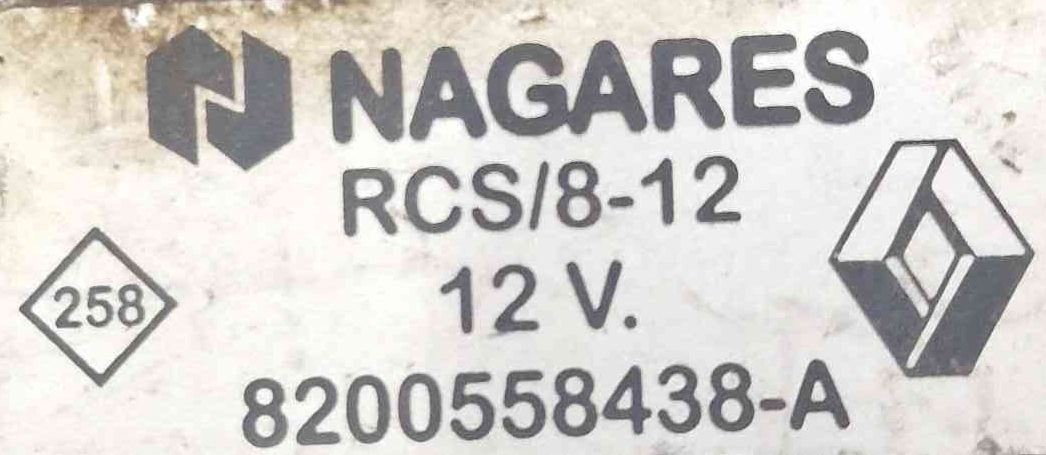 NAGARES
RCS/8-12
258
12 V.
8200558438-A